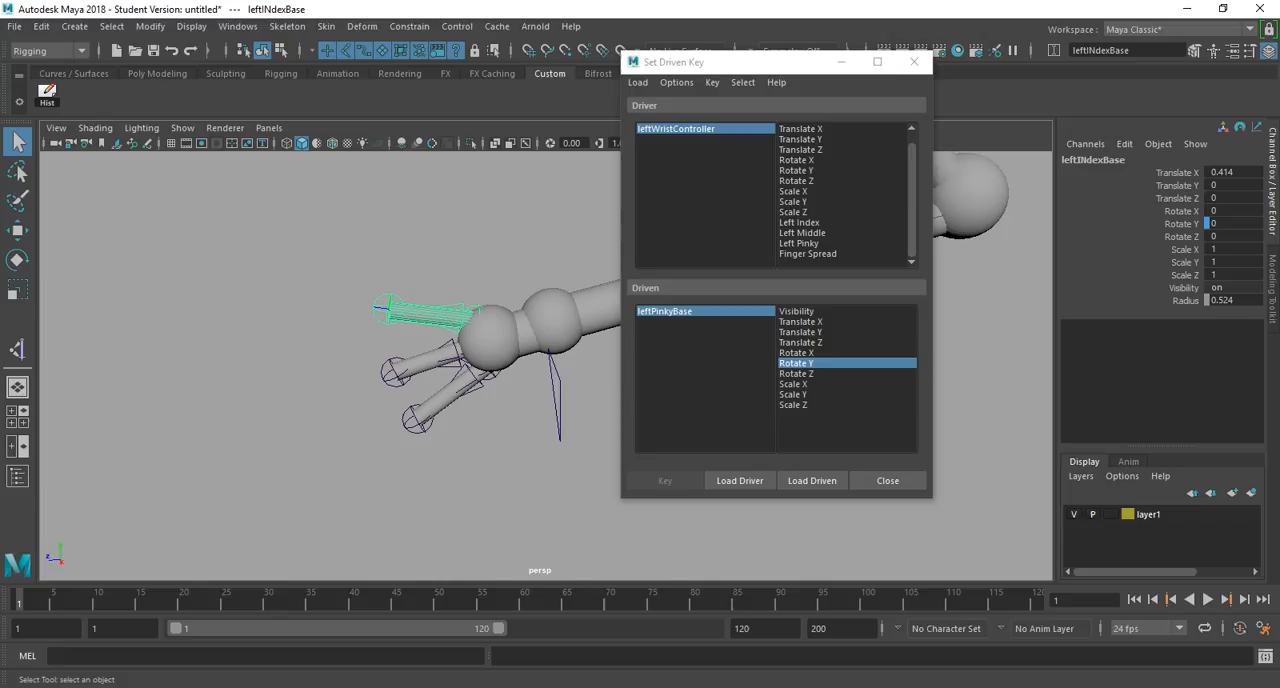 Autodesk Maya 2018 - Student Version: untitled* --- leftINdexBase
File Edit Create Select Modify Display Windows Skeleton Skin Deform Constrain Control Cache Arnold Help
Workspace : Maya Classic*
Rigging
leftINdexBase
Curves / Surfaces Poly Modeling Sculpting Rigging Animation Rendering FX FX Caching Custom Bifrost
Hist
Set Driven Key
Load Options Key Select Help
Driver
leftWristController
Translate X
Translate Y
Translate Z
Rotate X
Rotate Y
Rotate Z
Scale X
Scale Y
Scale Z
Left Index
Left Middle
Left Pinky
Finger Spread
Driven
leftPinkyBase
Visibility
Translate X
Translate Y
Translate Z
Rotate X
Rotate Y
Rotate Z
Scale X
Scale Y
Scale Z
Key Load Driver Load Driven Close
View Shading Lighting Show Renderer Panels
0.00
persp
Channels Edit Object Show
leftINdexBase
Translate X 0.414
Translate Y 0
Translate Z 0
Rotate X 0
Rotate Y 0
Rotate Z 0
Scale X 1
Scale Y 1
Scale Z 1
Visibility on
Radius 0.524
Channel Box / Layer Editor
Modeling Toolkit
Display Anim
Layers Options Help
V P layer1
5 10 15 20 25 30 35 40 45 50 55 60 65 70 75 80 85 90 95 100 105 110 115 120
1
1
1 1 1 120 120 200 No Character Set No Anim Layer 24 fps
MEL
Select Tool: select an object